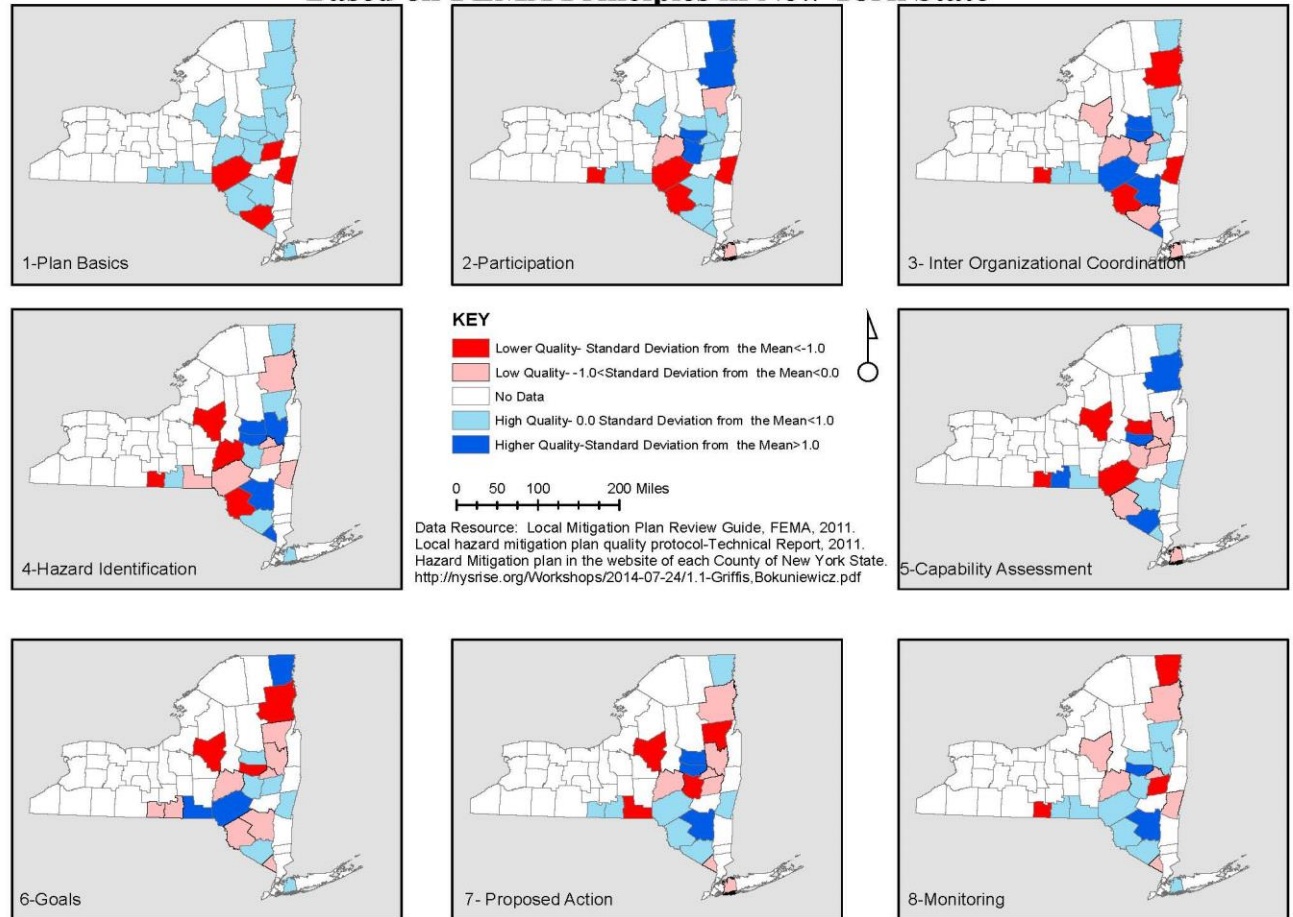 1-Plan Basics
2-Participation
3- Inter Organizational Coordination
KEY
Lower Quality- Standard Deviation from the Mean<-1.0
Low Quality- -1.0<Standard Deviation from the Mean<0.0
No Data
High Quality- 0.0 Standard Deviation from the Mean<1.0
Higher Quality-Standard Deviation from the Mean>1.0
0 50 100 200 Miles
Data Resource: Local Mitigation Plan Review Guide, FEMA, 2011.
Local hazard mitigation plan quality protocol-Technical Report, 2011.
Hazard Mitigation plan in the website of each County of New York State.
http://nysrise.org/Workshops/2014-07-24/1.1-Griffis,Bokuniewicz.pdf
4-Hazard Identification
5-Capability Assessment
6-Goals
7- Proposed Action
8-Monitoring